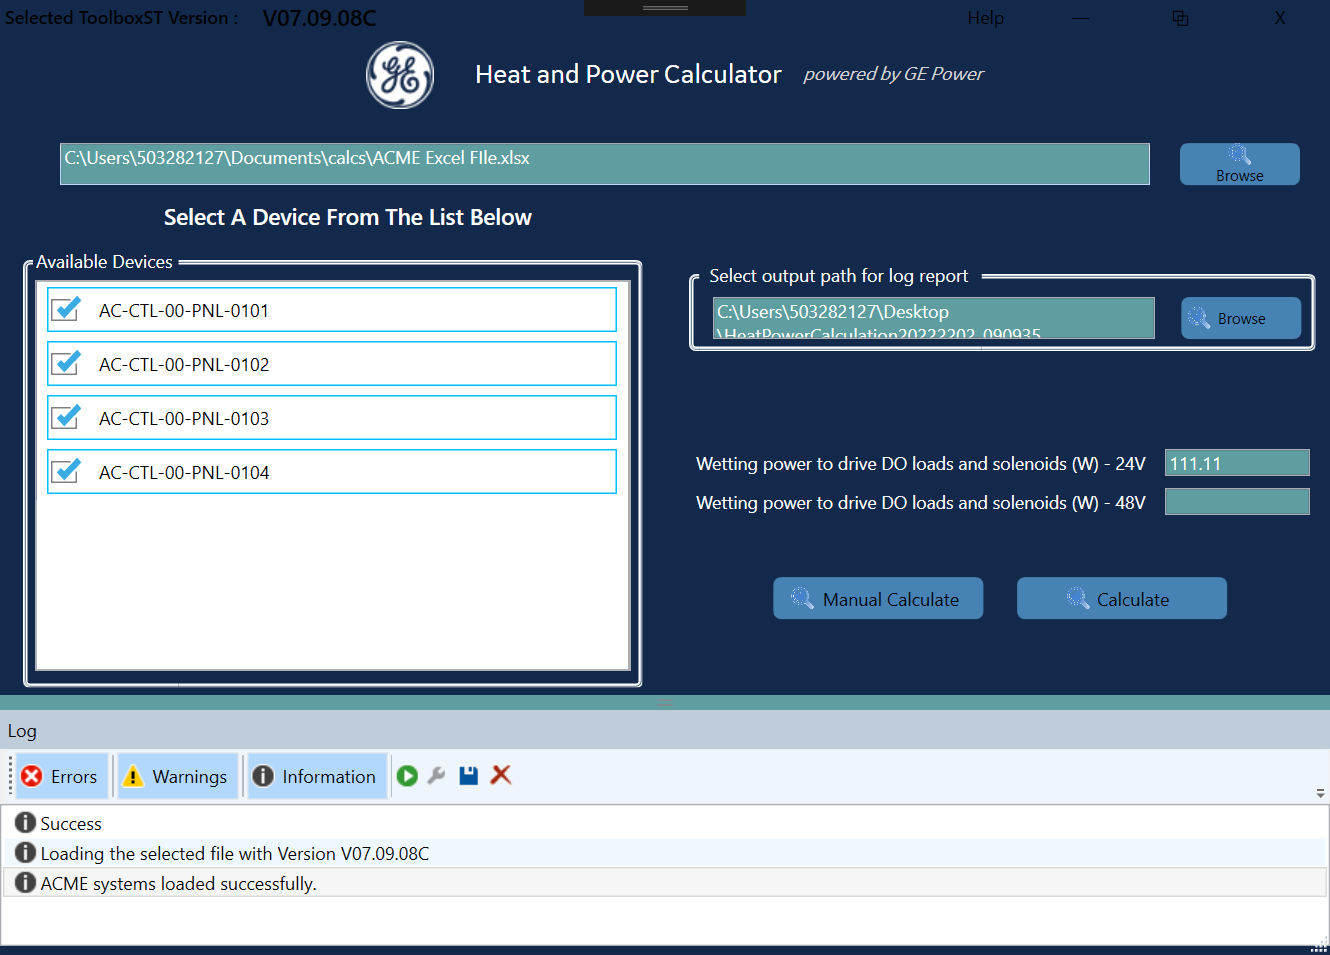 Selected ToolboxST Version : V07.09.08C
Help
X
GE
Heat and Power Calculator powered by GE Power
C:\Users\503282127\Documents\calcs\ACME Excel FIle.xlsx
Browse
Select A Device From The List Below
Available Devices
AC-CTL-00-PNL-0101
AC-CTL-00-PNL-0102
AC-CTL-00-PNL-0103
AC-CTL-00-PNL-0104
Select output path for log report
C:\Users\503282127\Desktop
\HeatPowerCalculation20222202_090935
Browse
Wetting power to drive DO loads and solenoids (W) - 24V 111.11
Wetting power to drive DO loads and solenoids (W) - 48V
Manual Calculate
Calculate
Log
Errors Warnings Information
Success
Loading the selected file with Version V07.09.08C
ACME systems loaded successfully.